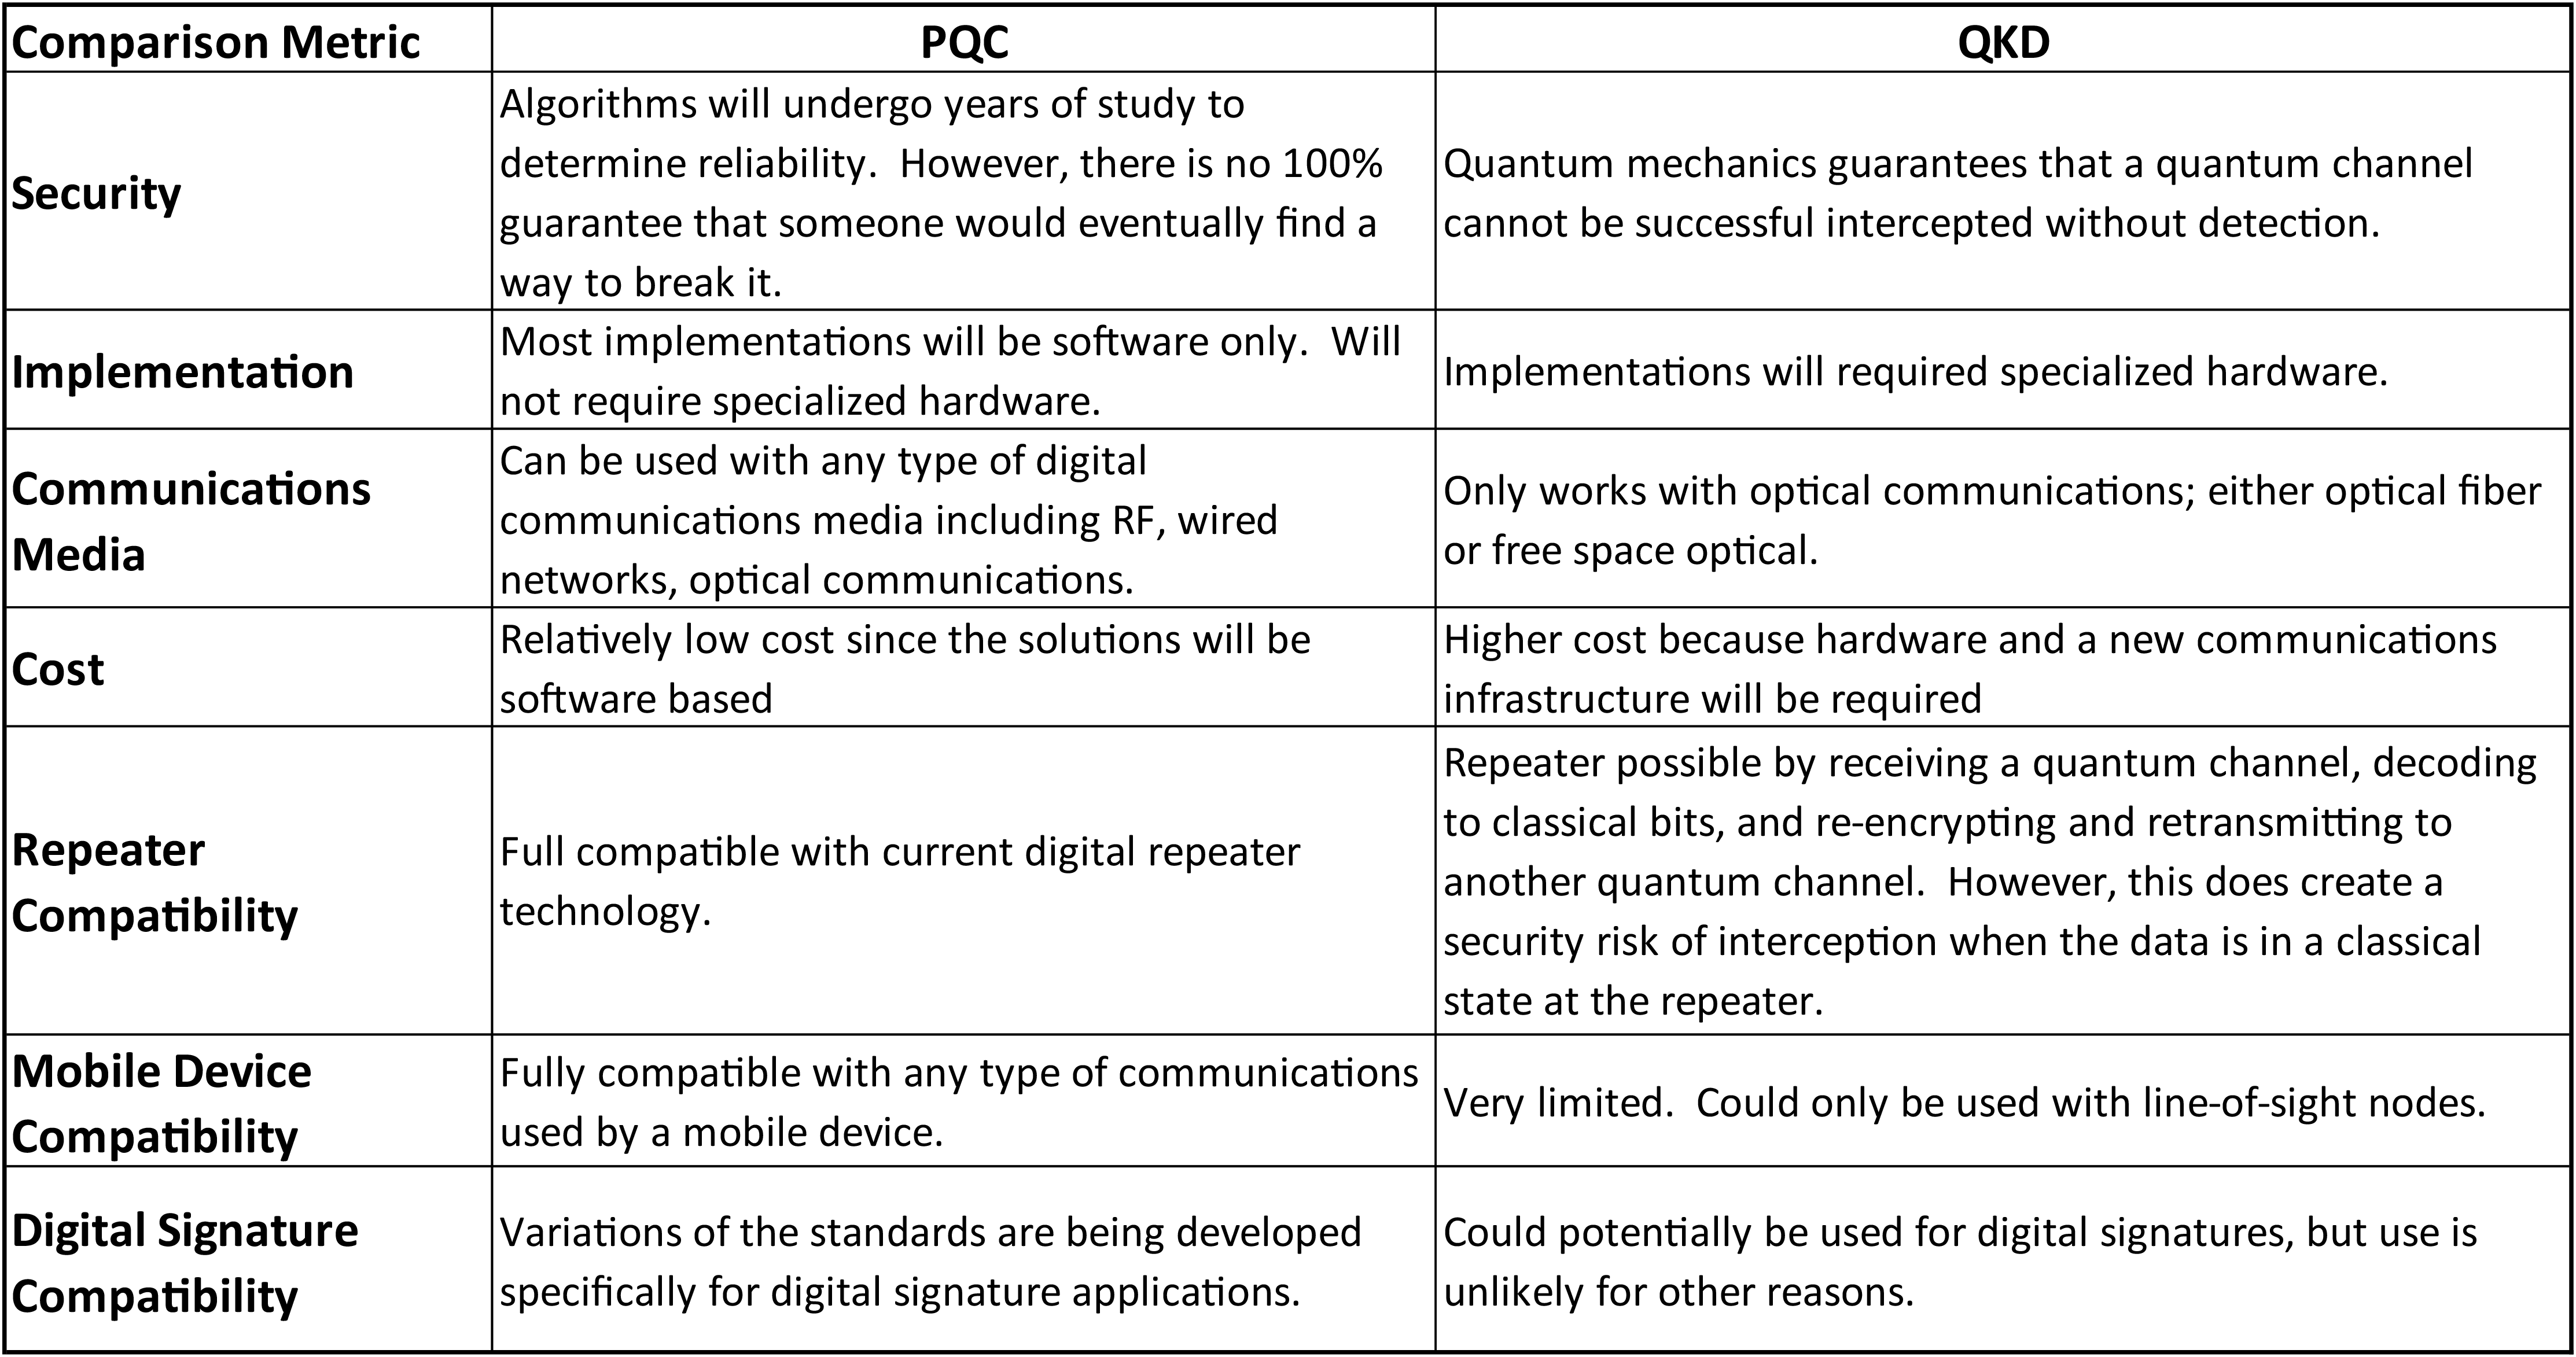 Comparison Metric
PQC
QKD
Security
Algorithms will undergo years of study to
determine reliability.  However, there is no 100%
guarantee that someone would eventually find a
way to break it.
Quantum mechanics guarantees that a quantum channel
cannot be successful intercepted without detection.
Implementation
Most implementations will be software only.  Will
not require specialized hardware.
Implementations will required specialized hardware.
Communications
Media
Can be used with any type of digital
communications media including RF, wired
networks, optical communications.
Only works with optical communications; either optical fiber
or free space optical.
Cost
Relatively low cost since the solutions will be
software based
Higher cost because hardware and a new communications
infrastructure will be required
Repeater
Compatibility
Full compatible with current digital repeater
technology.
Repeater possible by receiving a quantum channel, decoding
to classical bits, and re-encrypting and retransmitting to
another quantum channel.  However, this does create a
security risk of interception when the data is in a classical
state at the repeater.
Mobile Device
Compatibility
Fully compatible with any type of communications
used by a mobile device.
Very limited.  Could only be used with line-of-sight nodes.
Digital Signature
Compatibility
Variations of the standards are being developed
specifically for digital signature applications.
Could potentially be used for digital signatures, but use is
unlikely for other reasons.